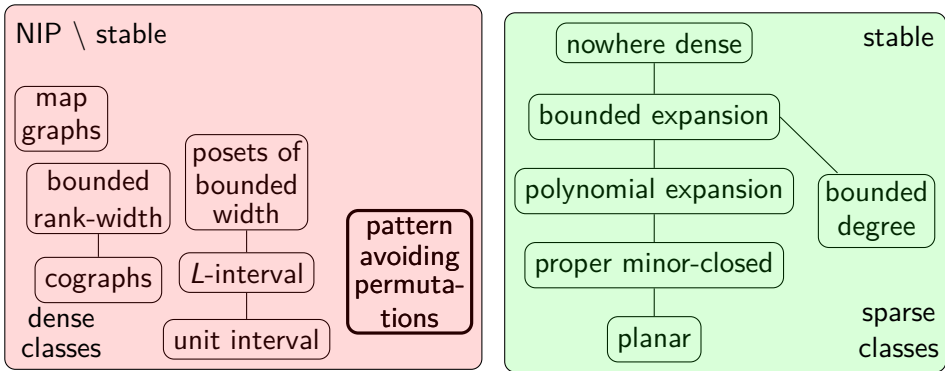 NIP \ stable
map
graphs
bounded
rank-width
cographs
dense
classes
posets of
bounded
width
L-interval
unit interval
pattern
avoiding
permuta-
tions
nowhere dense
stable
bounded expansion
polynomial expansion
bounded
degree
proper minor-closed
planar
sparse
classes